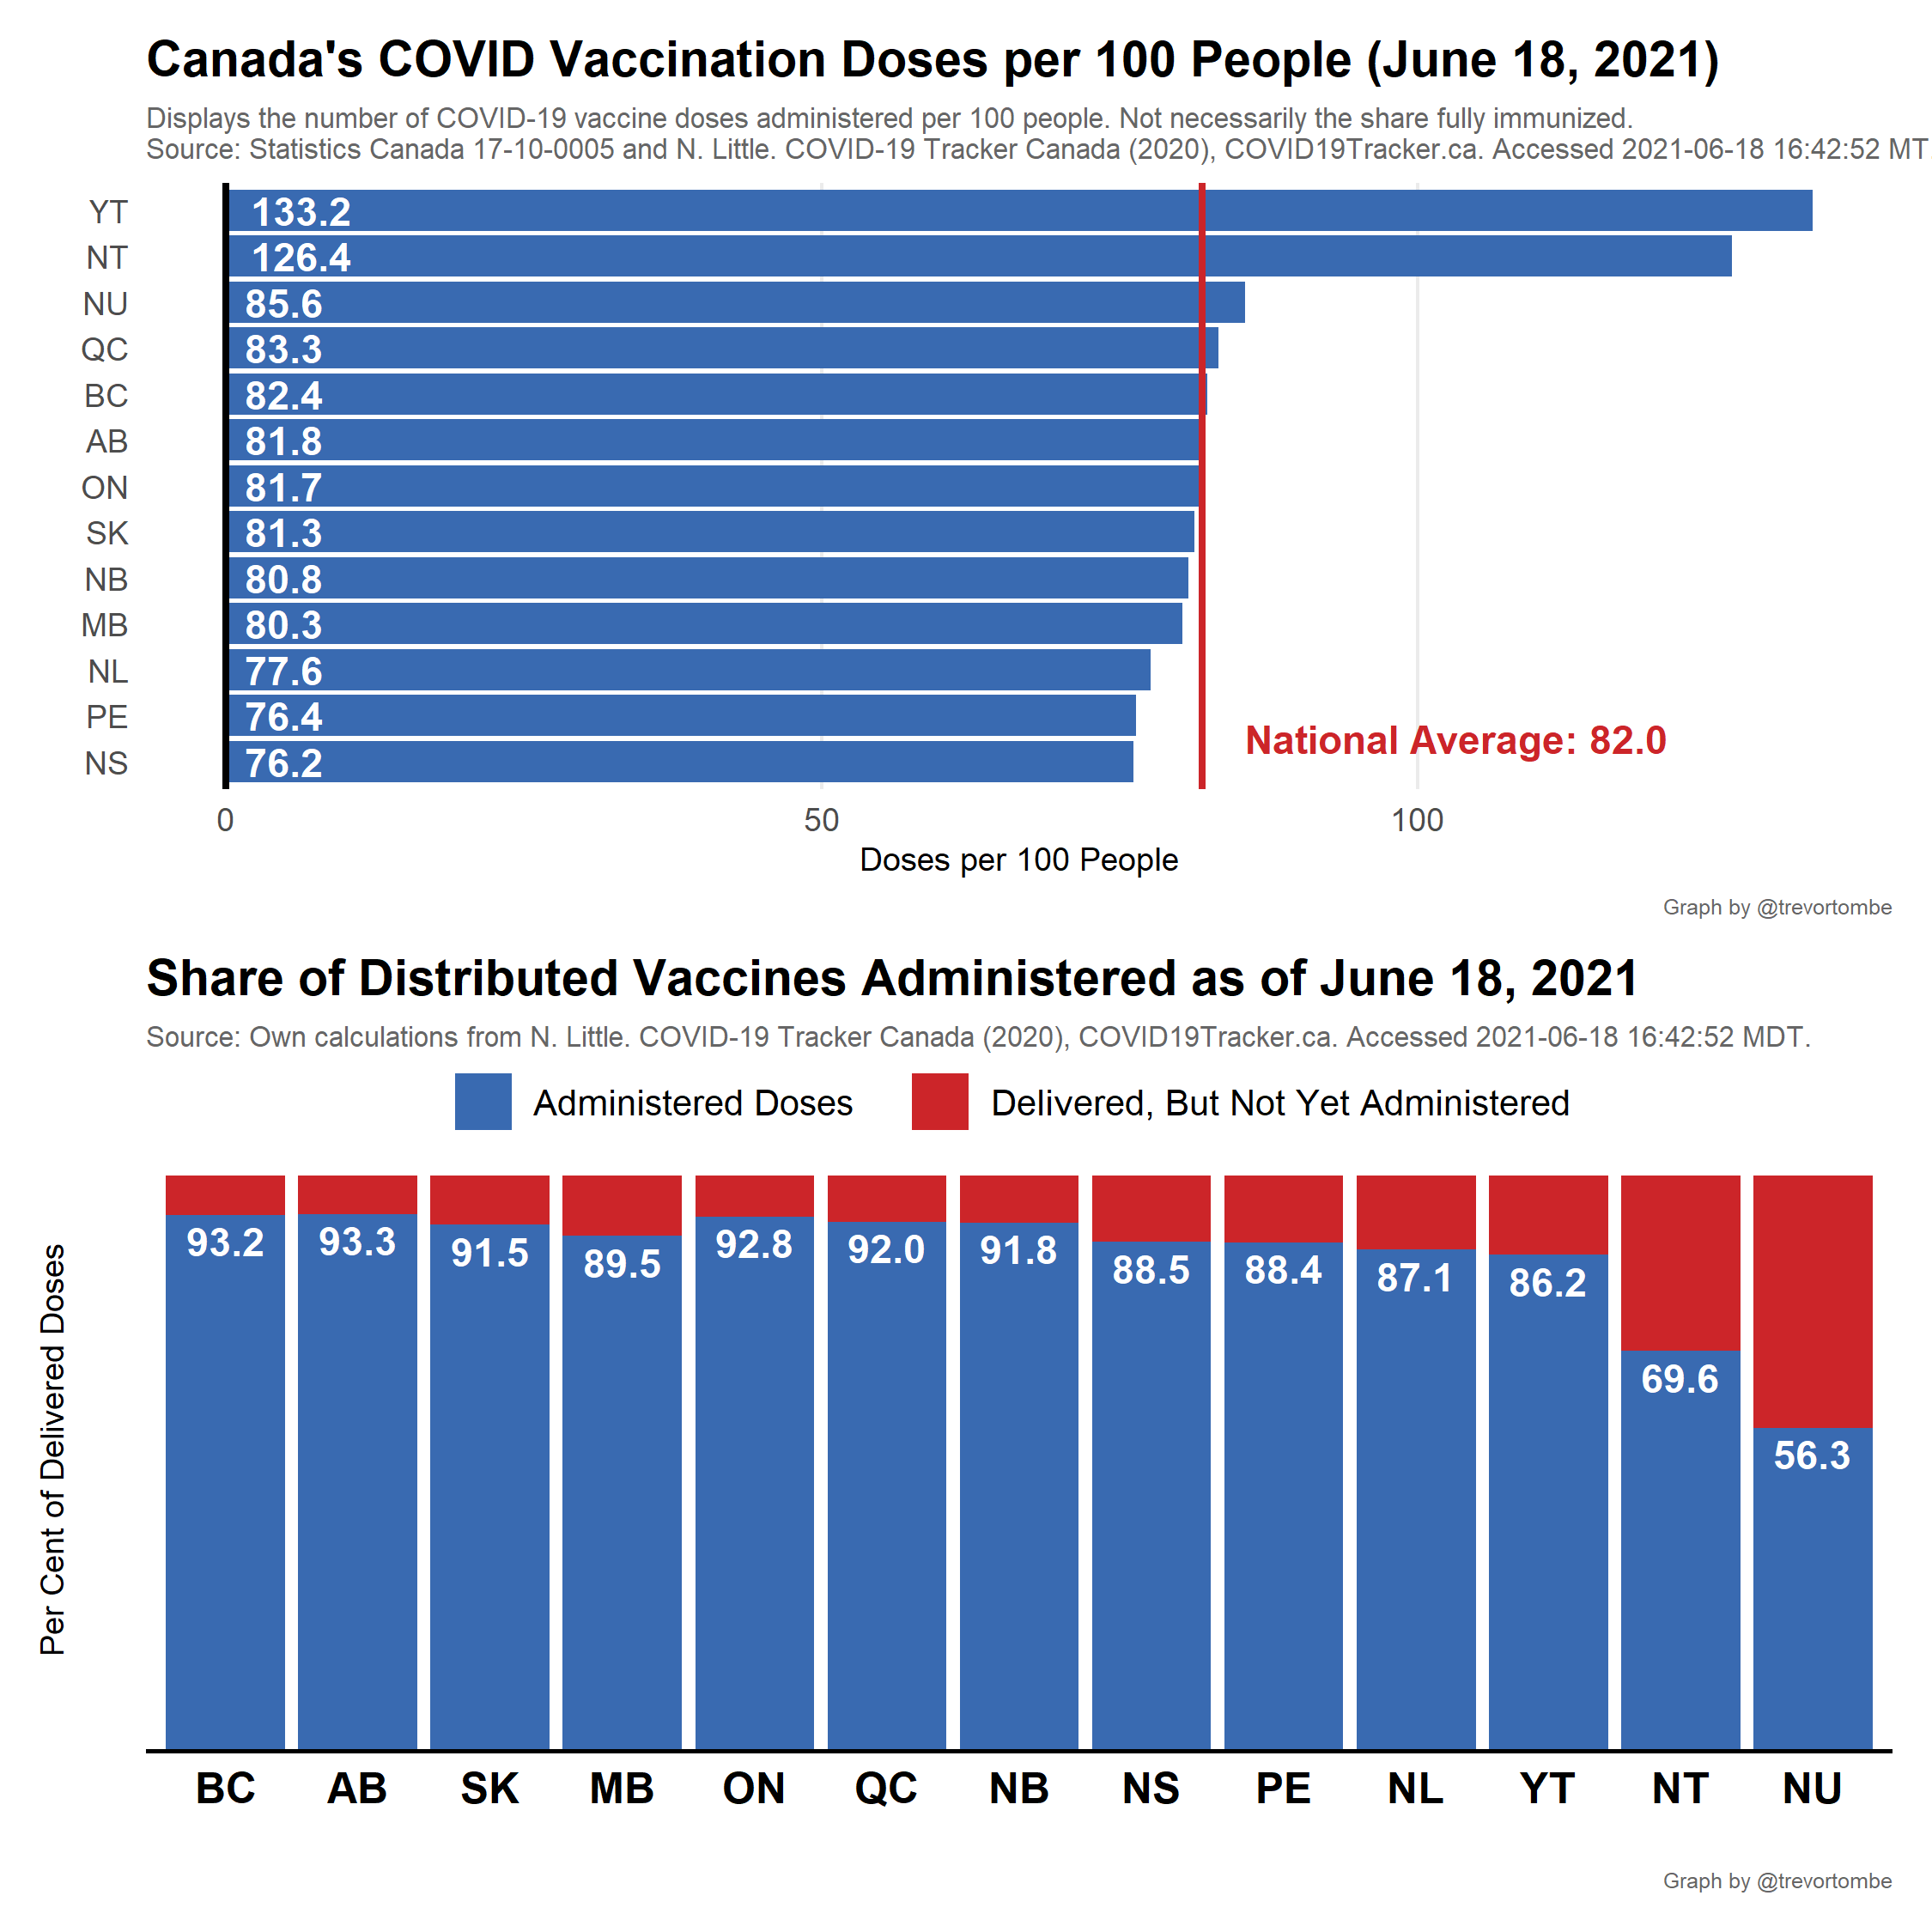 Canada's COVID Vaccination Doses per 100 People (June 18, 2021)
Displays the number of COVID-19 vaccine doses administered per 100 people. Not necessarily the share fully immunized.
Source: Statistics Canada 17-10-0005 and N. Little. COVID-19 Tracker Canada (2020), COVID19Tracker.ca. Accessed 2021-06-18 16:42:52 MT
YT 133.2
NT 126.4
NU 85.6
QC 83.3
BC 82.4
AB 81.8
ON 81.7
SK 81.3
NB 80.8
MB 80.3
NL 77.6
PE 76.4
National Average: 82.0
NS 76.2
0 50 100
Doses per 100 People
Graph by @trevortombe
Share of Distributed Vaccines Administered as of June 18, 2021
Source: Own calculations from N. Little. COVID-19 Tracker Canada (2020), COVID19Tracker.ca. Accessed 2021-06-18 16:42:52 MDT.
Administered Doses Delivered, But Not Yet Administered
Per Cent of Delivered Doses
93.2 93.3 91.5 89.5 92.8 92.0 91.8 88.5 88.4 87.1 86.2 69.6 56.3
BC AB SK MB ON QC NB NS PE NL YT NT NU
Graph by @trevortombe